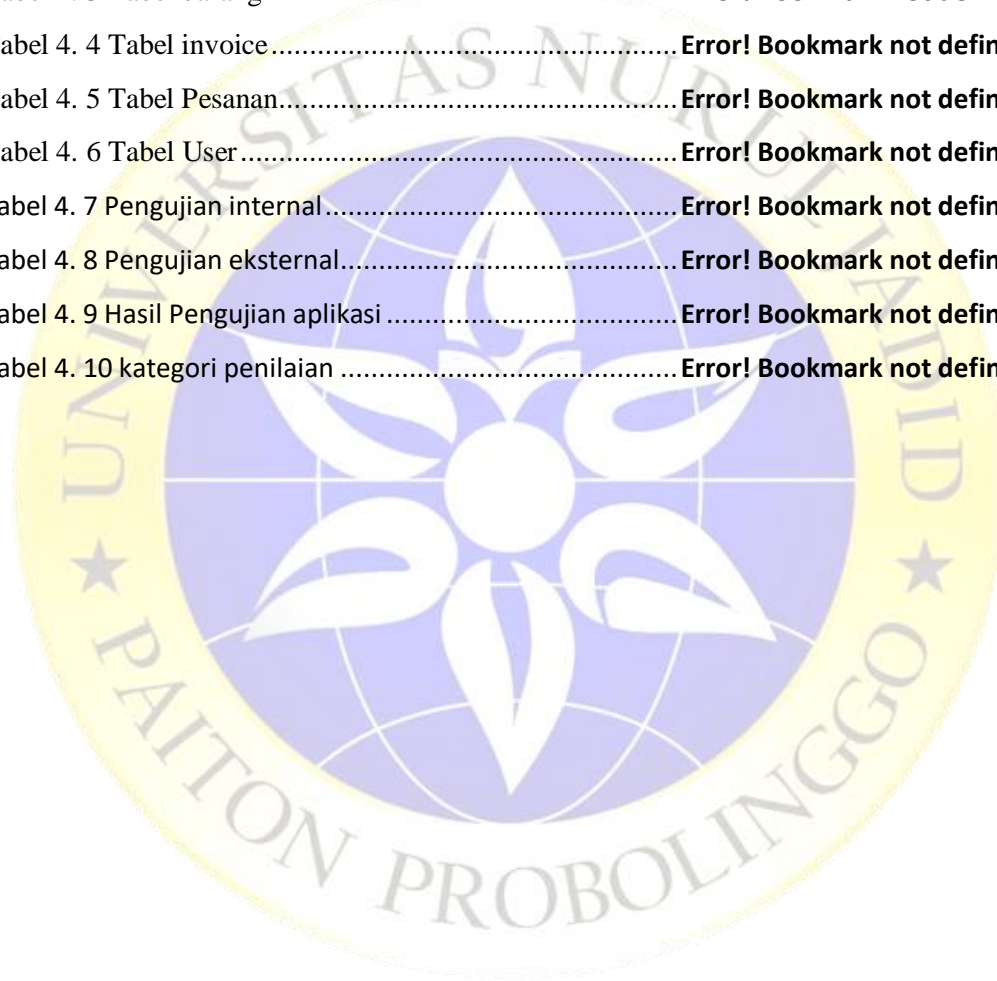 abel 4. 4 Tabel invoice ..................................................... Error! Bookmark not defin
abel 4. 5 Tabel Pesanan .................................................... Error! Bookmark not defin
abel 4. 6 Tabel User ......................................................... Error! Bookmark not defin
abel 4. 7 Pengujian internal .............................................. Error! Bookmark not defin
abel 4. 8 Pengujian eksternal ............................................ Error! Bookmark not defin
abel 4. 9 Hasil Pengujian aplikasi ...................................... Error! Bookmark not defin
abel 4. 10 kategori penilaian ............................................ Error! Bookmark not defin
UNIVERSITAS NURUL JADID
PAITON PROBOLINGGO